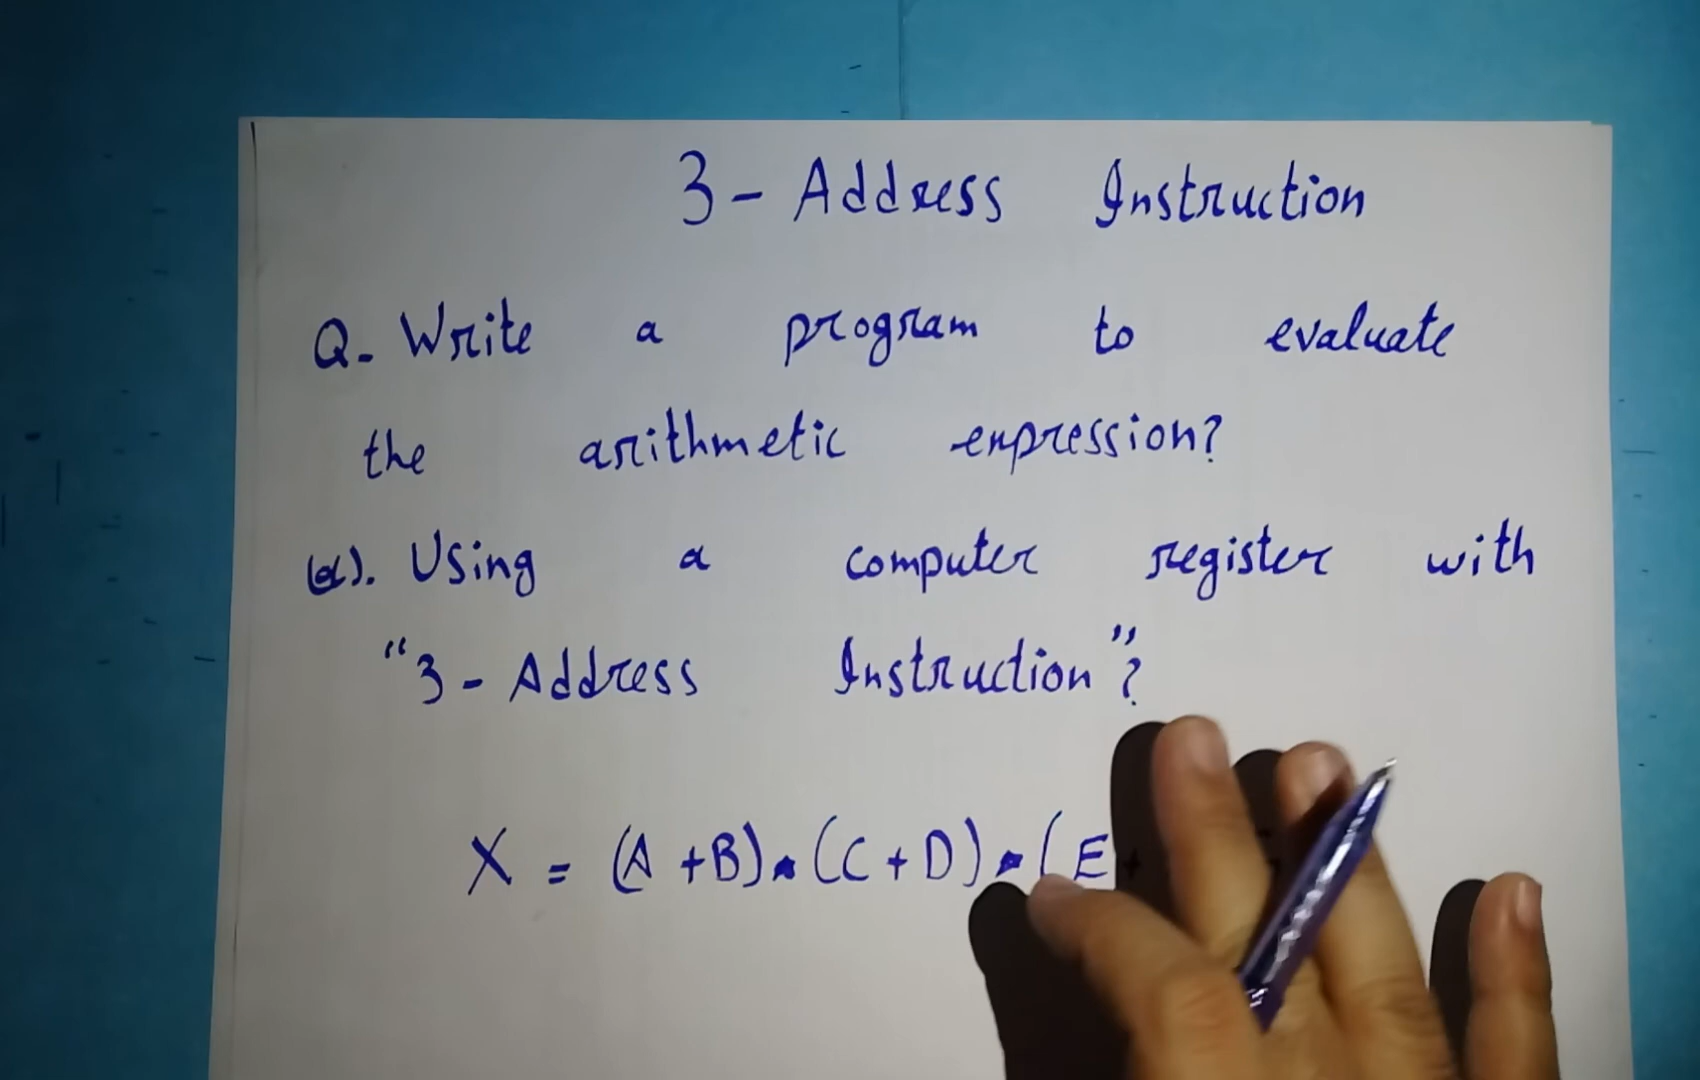 3 - Address Instruction
Q. Write a program to evaluate
the arithmetic expression?
(a). Using a computer register with
"3 - Address Instruction"?
X = (A + B) * (C + D) * (E +